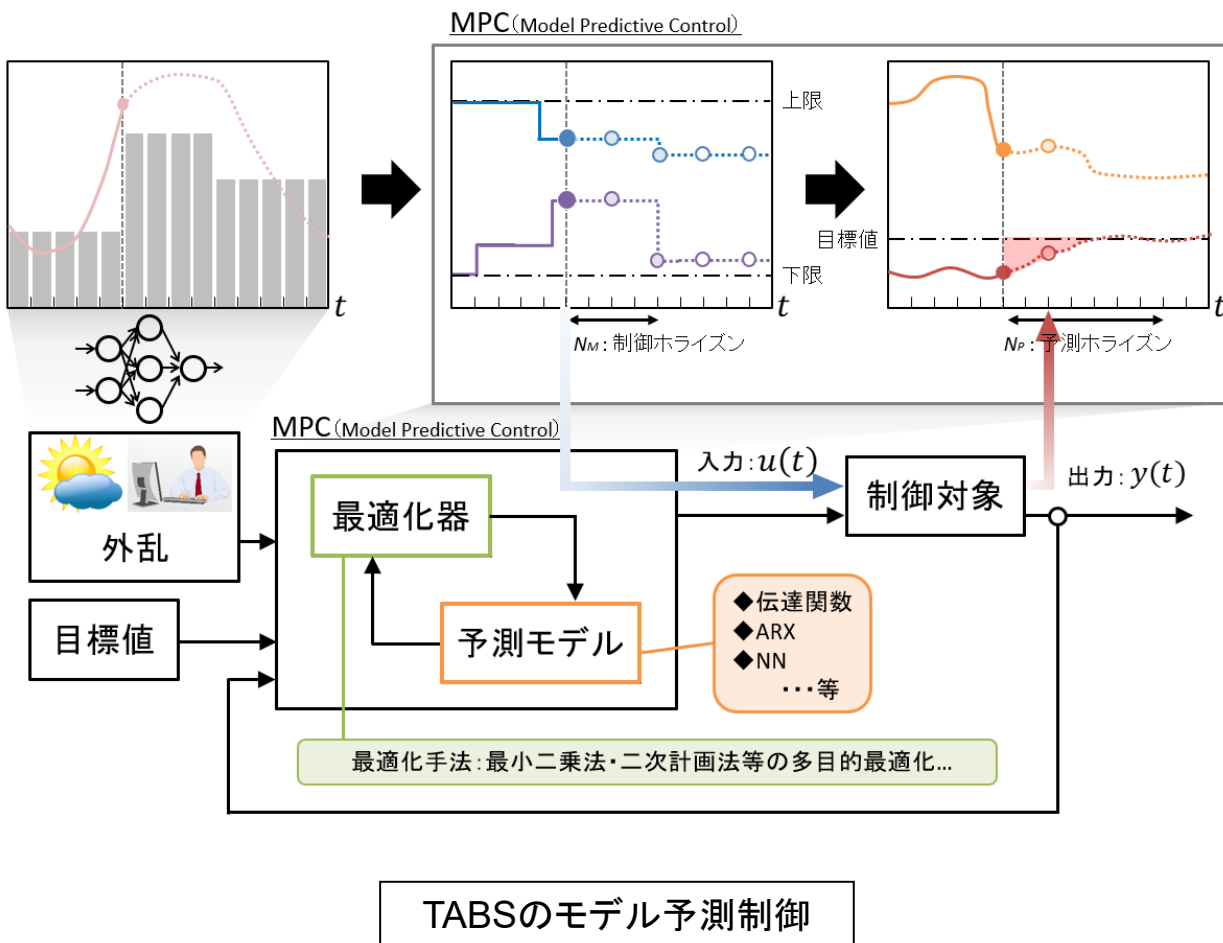 MPC(Model Predictive Control)
上限
下限
t
t
t
目標値
NM:制御ホライズン
NP:予測ホライズン
MPC(Model Predictive Control)
外乱
目標値
最適化器
予測モデル
入力:u(t)
制御対象
出力:y(t)
◆伝達関数
◆ARX
◆NN
・・・等
最適化手法:最小二乗法・二次計画法等の多目的最適化…
TABSのモデル予測制御